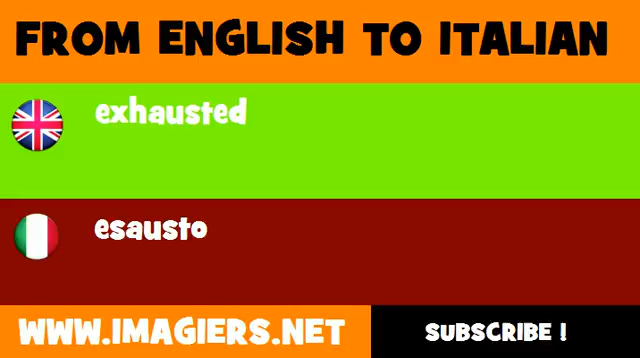 FROM ENGLISH TO ITALIAN
exhausted
esausto
WWW.IMAGIERS.NET
SUBSCRIBE !